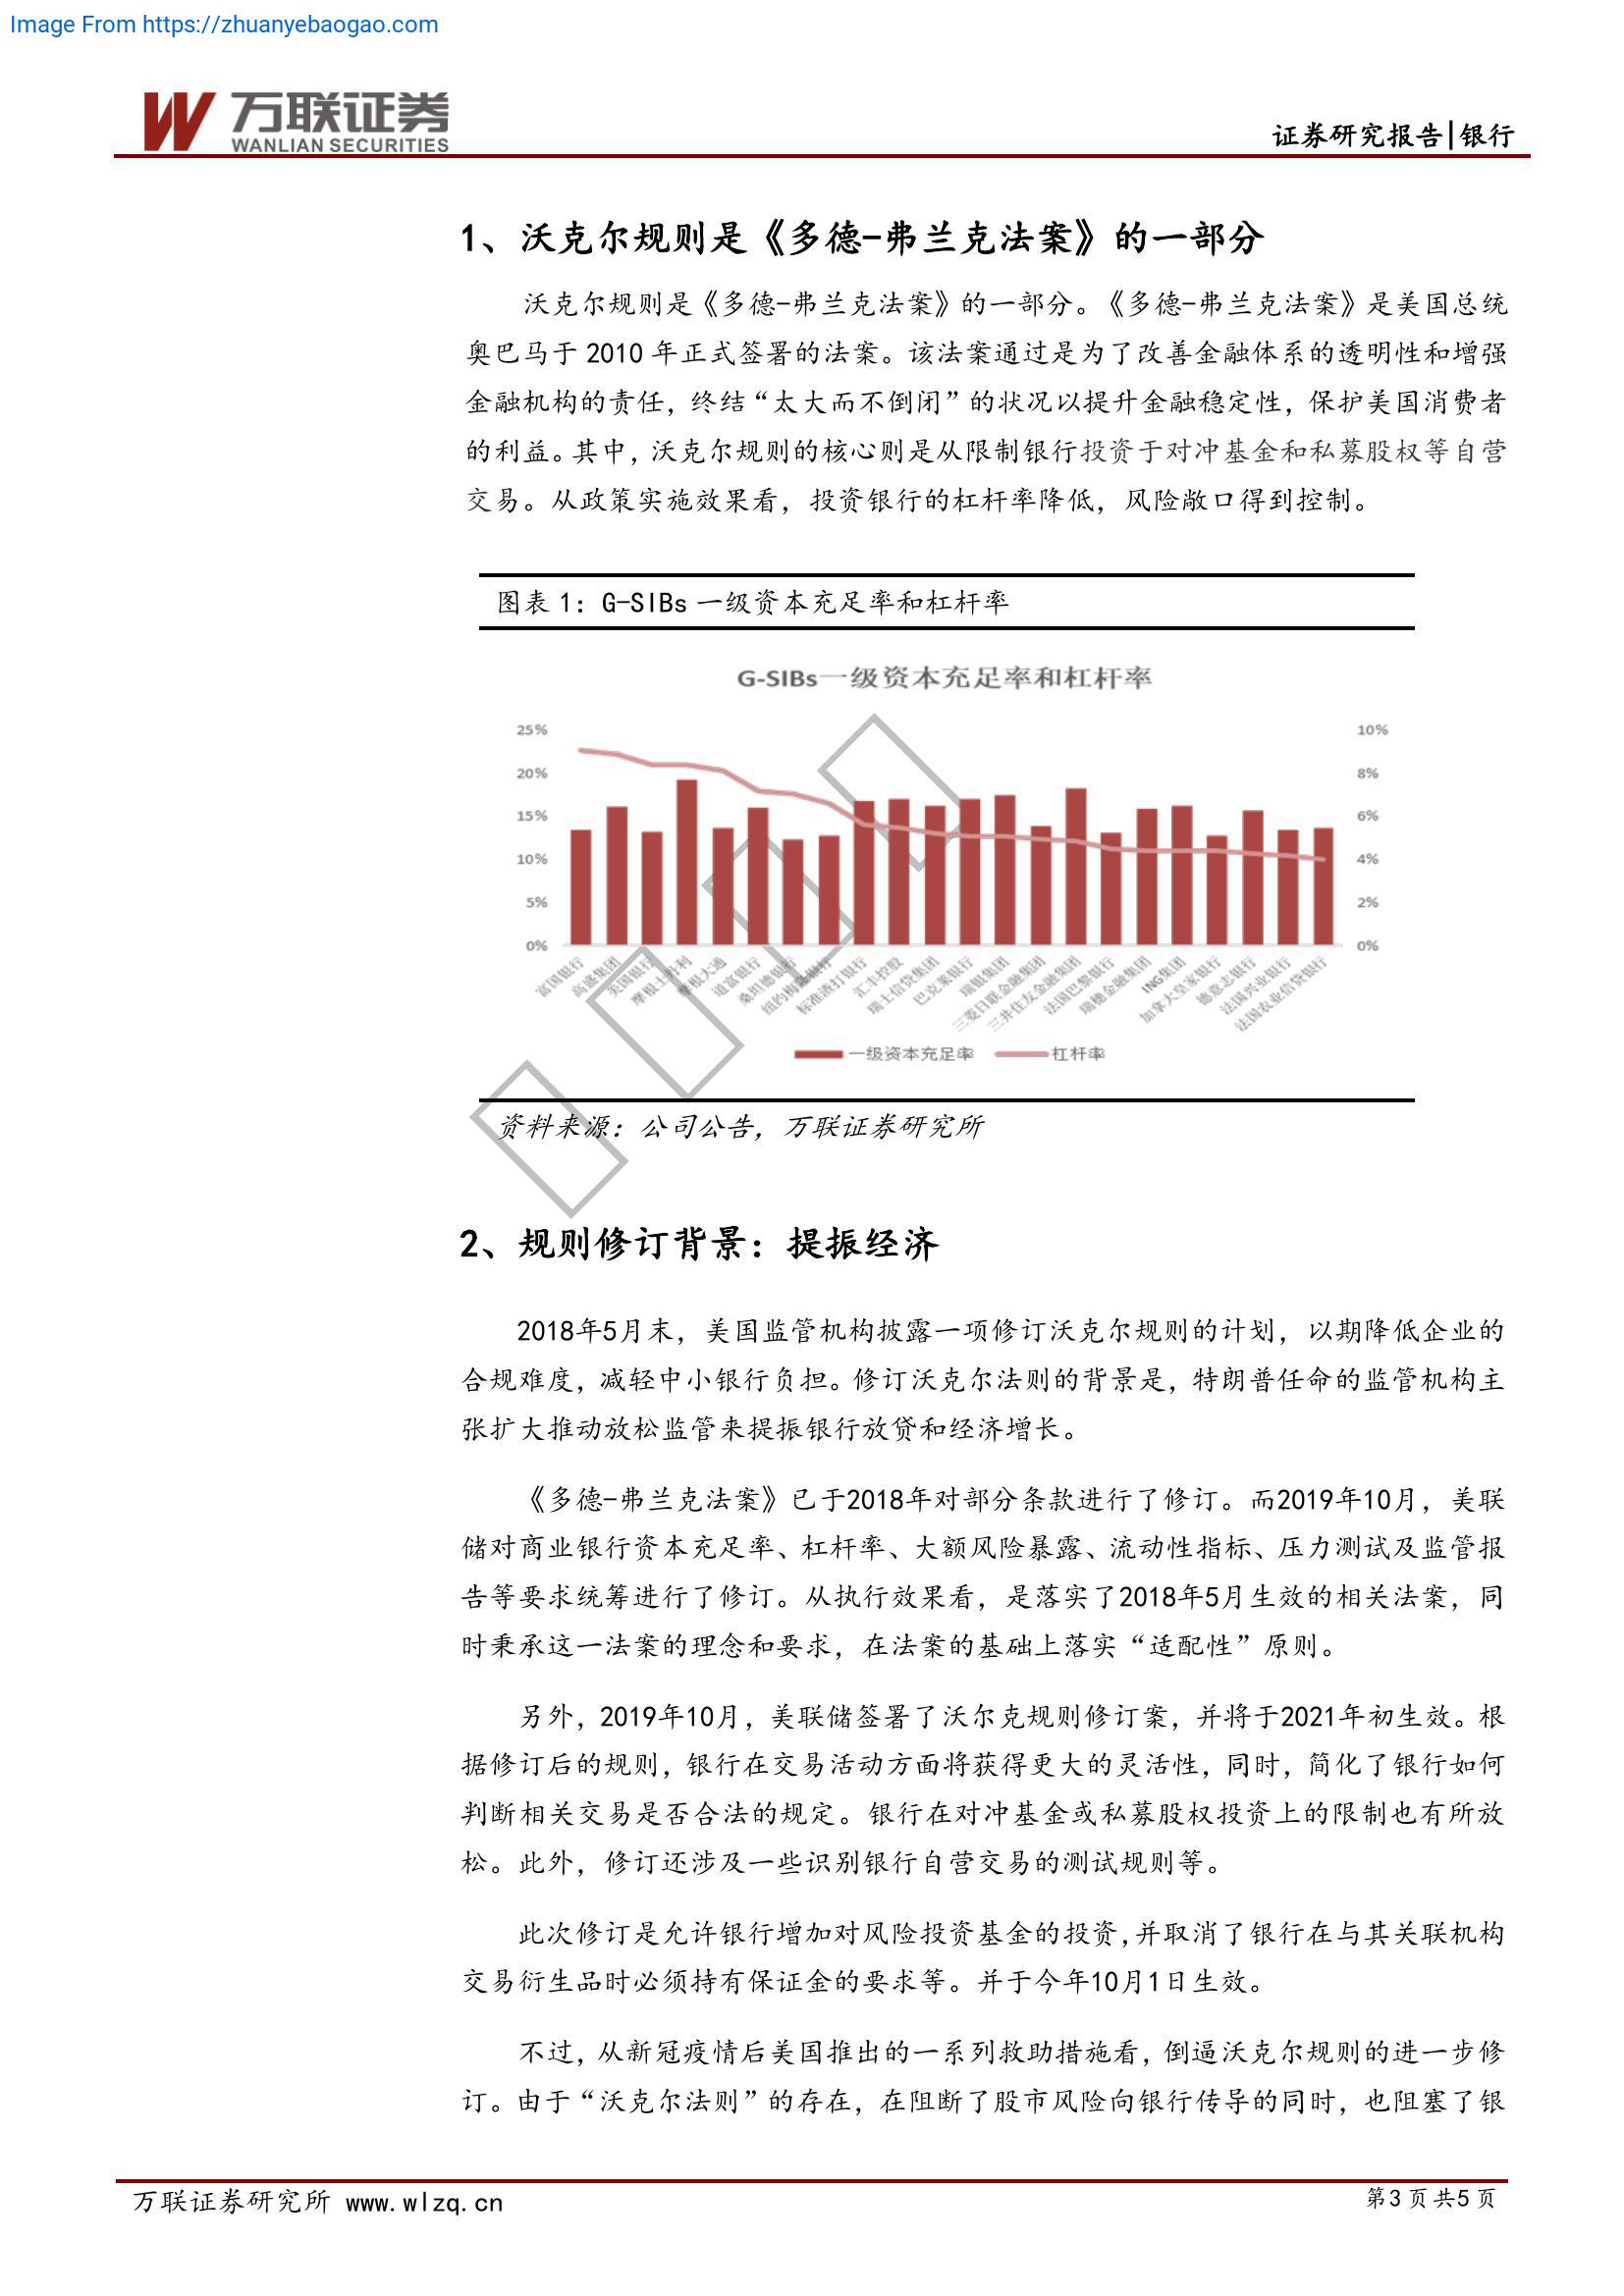 Image From https://zhuanyebaogao.com
万联证券
WANLIAN SECURITIES
证券研究报告|银行
1、沃克尔规则是《多德-弗兰克法案》的一部分
沃克尔规则是《多德-弗兰克法案》的一部分。《多德-弗兰克法案》是美国总统
奥巴马于 2010 年正式签署的法案。该法案通过是为了改善金融体系的透明性和增强
金融机构的责任，终结“太大而不倒闭”的状况以提升金融稳定性，保护美国消费者
的利益。其中，沃克尔规则的核心则是从限制银行投资于对冲基金和私募股权等自营
交易。从政策实施效果看，投资银行的杠杆率降低，风险敞口得到控制。
图表 1：G-SIBs 一级资本充足率和杠杆率
G-SIBs一级资本充足率和杠杆率
25%
20%
15%
10%
5%
0%
10%
8%
6%
4%
2%
0%
富国银行
高盛集团
美国银行
摩根士丹利
摩根大通
道富银行
桑坦德银行
纽约梅隆银行
标准渣打银行
汇丰控股
瑞士信贷集团
巴克莱银行
瑞银集团
三菱日联金融集团
三井住友金融集团
法国巴黎银行
瑞穗金融集团
ING集团
加拿大皇家银行
德意志银行
法国兴业银行
法国农业信贷银行
一级资本充足率
杠杆率
资料来源：公司公告，万联证券研究所
2、规则修订背景：提振经济
2018年5月末，美国监管机构披露一项修订沃克尔规则的计划，以期降低企业的
合规难度，减轻中小银行负担。修订沃克尔法则的背景是，特朗普任命的监管机构主
张扩大推动放松监管来提振银行放贷和经济增长。
《多德-弗兰克法案》已于2018年对部分条款进行了修订。而2019年10月，美联
储对商业银行资本充足率、杠杆率、大额风险暴露、流动性指标、压力测试及监管报
告等要求统筹进行了修订。从执行效果看，是落实了2018年5月生效的相关法案，同
时秉承这一法案的理念和要求，在法案的基础上落实“适配性”原则。
另外，2019年10月，美联储签署了沃尔克规则修订案，并将于2021年初生效。根
据修订后的规则，银行在交易活动方面将获得更大的灵活性，同时，简化了银行如何
判断相关交易是否合法的规定。银行在对冲基金或私募股权投资上的限制也有所放
松。此外，修订还涉及一些识别银行自营交易的测试规则等。
此次修订是允许银行增加对风险投资基金的投资,并取消了银行在与其关联机构
交易衍生品时必须持有保证金的要求等。并于今年10月1日生效。
不过，从新冠疫情后美国推出的一系列救助措施看，倒逼沃克尔规则的进一步修
订。由于“沃克尔法则”的存在，在阻断了股市风险向银行传导的同时，也阻塞了银
万联证券研究所 www.wlzq.cn
第3页共5页